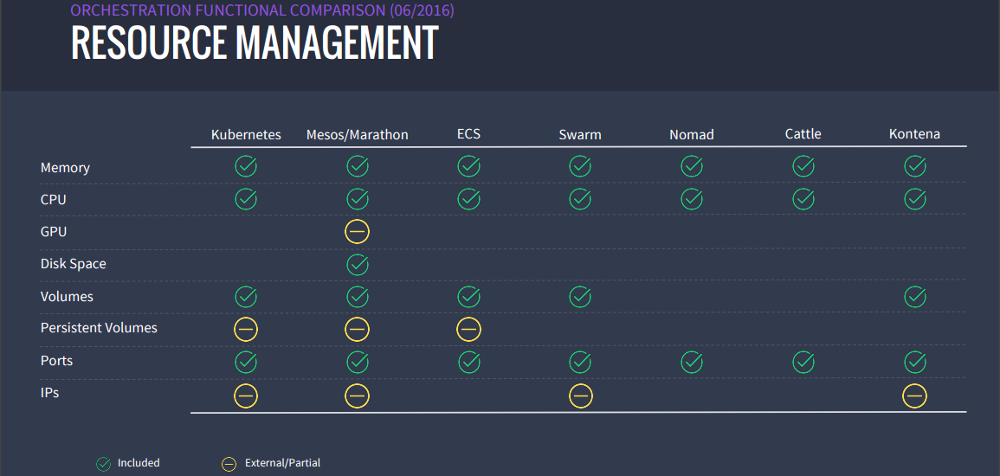 ORCHESTRATION FUNCTIONAL COMPARISON (06/2016)
RESOURCE MANAGEMENT
Kubernetes Mesos/Marathon ECS Swarm Nomad Cattle Kontena
Memory
CPU
GPU
Disk Space
Volumes
Persistent Volumes
Ports
IPs
Included External/Partial